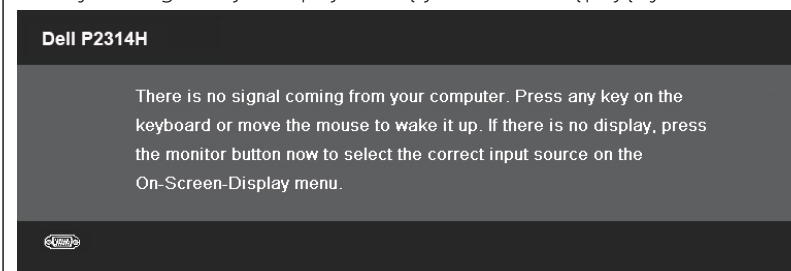 Dell P2314H
There is no signal coming from your computer. Press any key on the
keyboard or move the mouse to wake it up. If there is no display, press
the monitor button now to select the correct input source on the
On-Screen-Display menu.